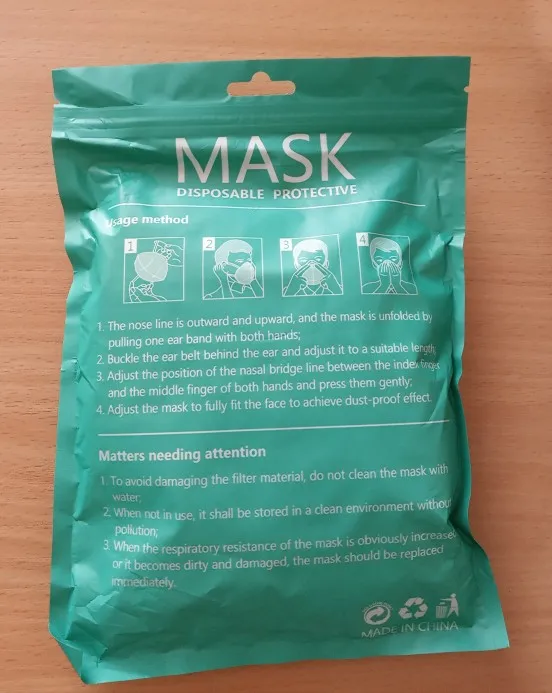 MASK
DISPOSABLE PROTECTIVE
Usage method
1 2 3 4
1. The nose line is outward and upward, and the mask is unfolded by
pulling one ear band with both hands;
2. Buckle the ear belt behind the ear and adjust it to a suitable length;
3. Adjust the position of the nasal bridge line between the index finger
and the middle finger of both hands and press them gently;
4. Adjust the mask to fully fit the face to achieve dust-proof effect.
Matters needing attention
1. To avoid damaging the filter material, do not clean the mask with
water;
2. When not in use, it shall be stored in a clean environment without
pollution;
3. When the respiratory resistance of the mask is obviously increased
or it becomes dirty and damaged, the mask should be replaced
immediately.
MADE IN CHINA